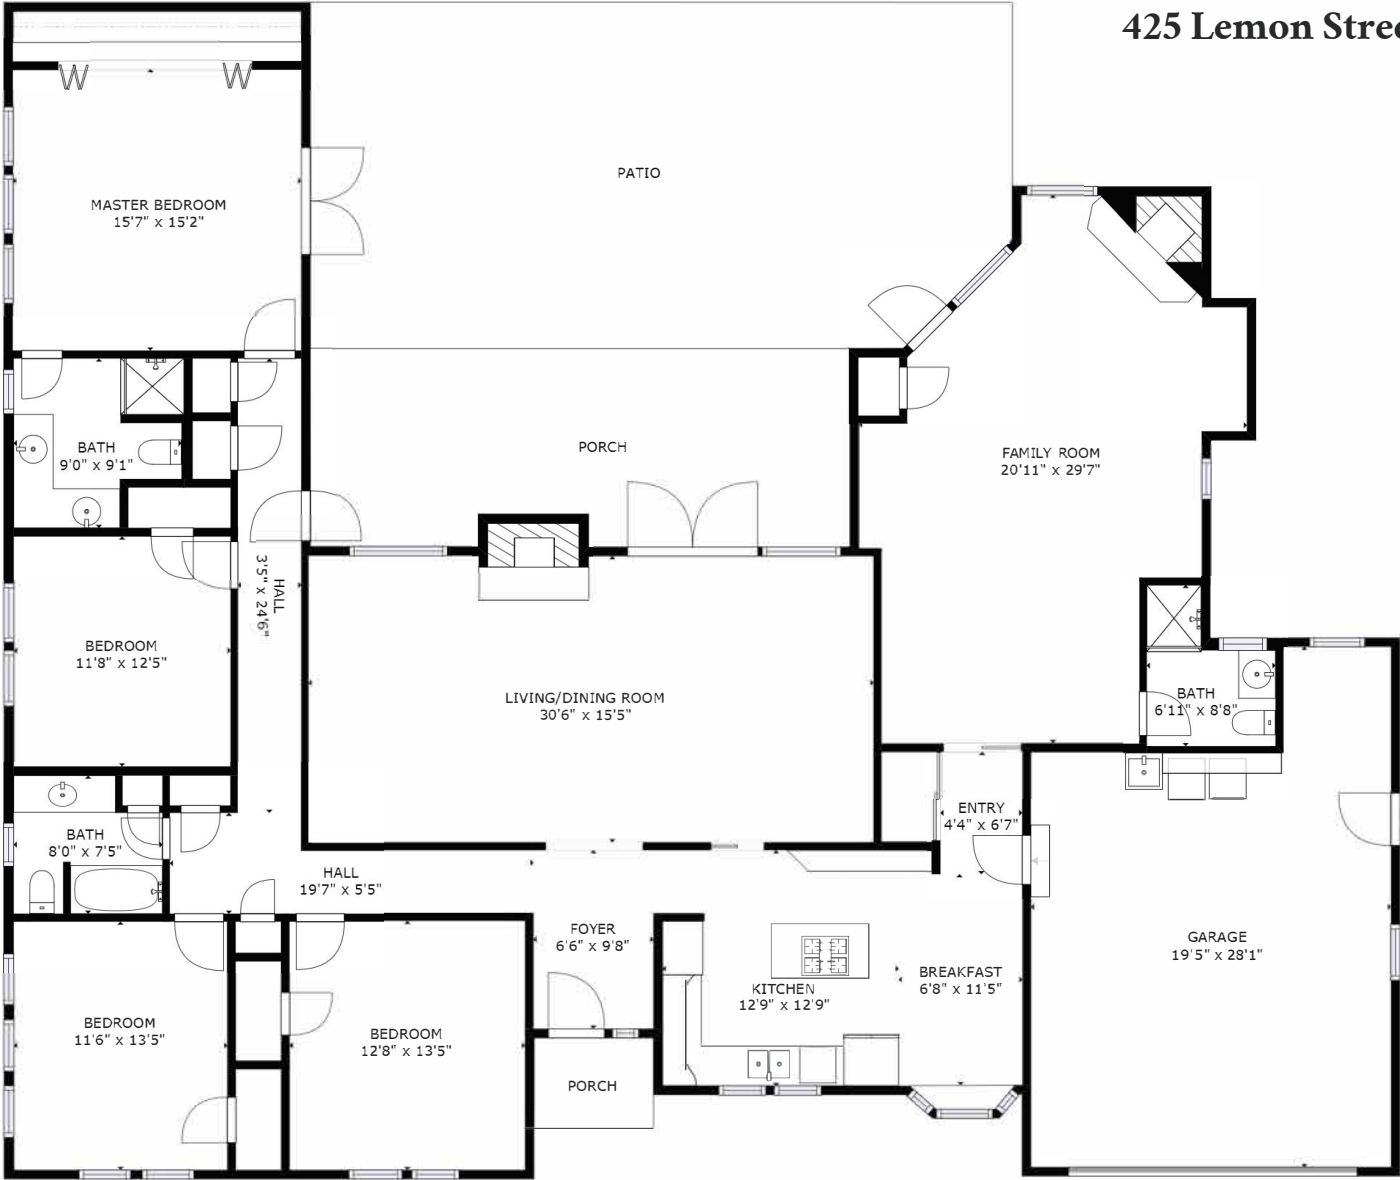 425 Lemon Stree
PATIO
MASTER BEDROOM
15'7" x 15'2"
BATH
9'0" x 9'1"
PORCH
FAMILY ROOM
20'11" x 29'7"
HALL
3'5" x 24'6"
BEDROOM
11'8" x 12'5"
LIVING/DINING ROOM
30'6" x 15'5"
BATH
6'11" x 8'8"
ENTRY
4'4" x 6'7"
BATH
8'0" x 7'5"
HALL
19'7" x 5'5"
FOYER
6'6" x 9'8"
GARAGE
19'5" x 28'1"
KITCHEN
12'9" x 12'9"
BREAKFAST
6'8" x 11'5"
BEDROOM
11'6" x 13'5"
BEDROOM
12'8" x 13'5"
PORCH